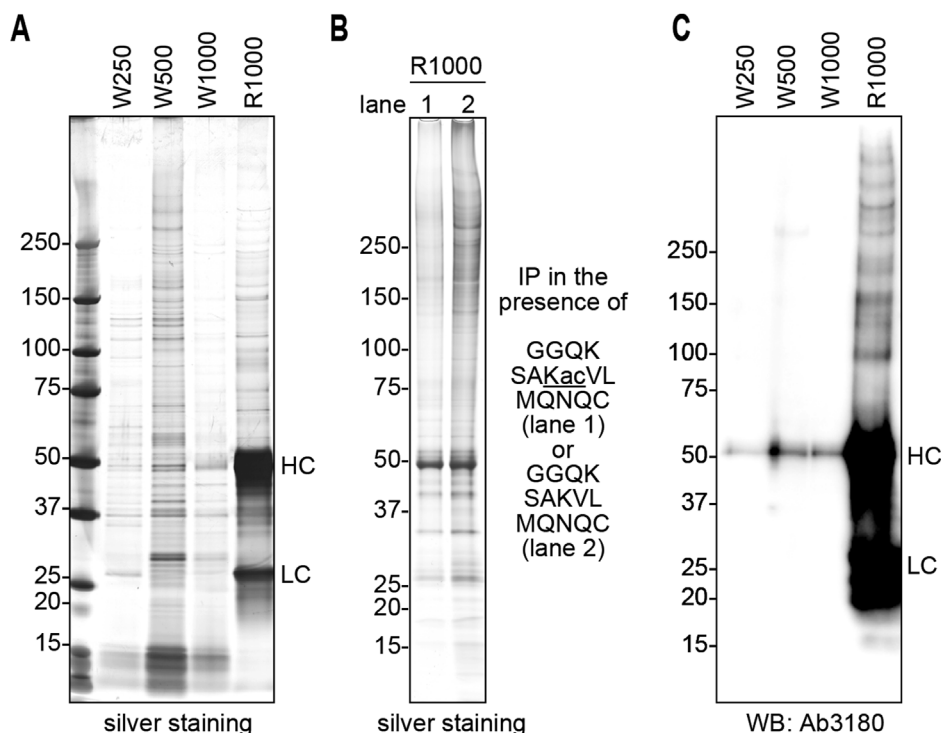 A
W250
W500
W1000
R1000
250
150
100
75
50
37
25
20
15
HC
LC
silver staining
B
R1000
lane 1 2
250
150
100
75
50
37
25
20
15
IP in the
presence of
GGQK
SAKacVL
MQNQC
(lane 1)
or
GGQK
SAKVL
MQNQC
(lane 2)
silver staining
C
W250
W500
W1000
R1000
250
150
100
75
50
37
25
20
15
HC
LC
WB: Ab3180